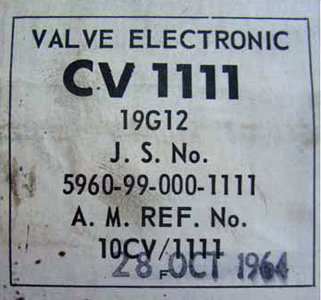 VALVE ELECTRONIC
CV 1111
19G12
J. S. No.
5960-99-000-1111
A. M. REF. No.
10CV/1111
28 OCT 1964
F